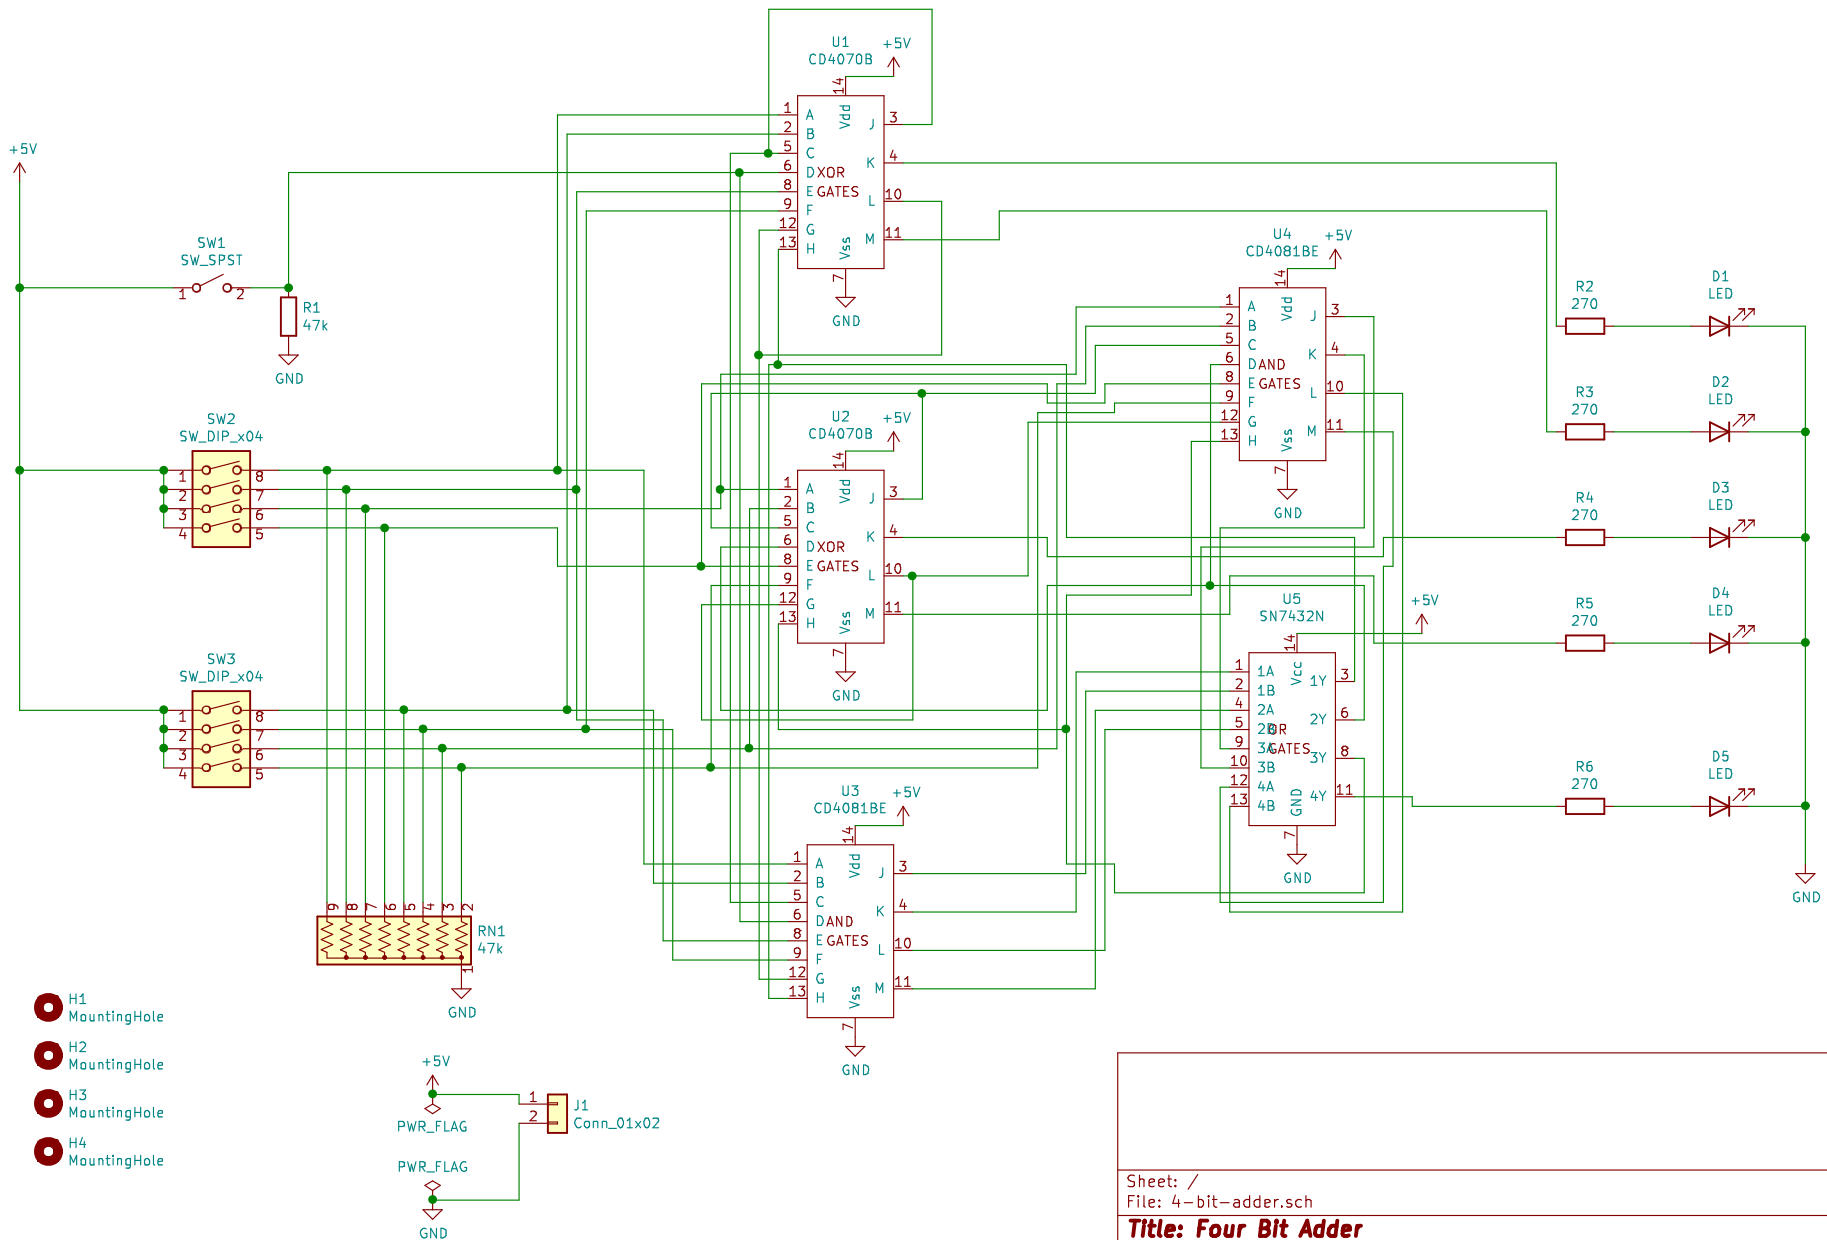 U1
CD4070B
+5V
14
Vdd
1 A
2 B
5 C
6 D
8 E
9 F
12 G
13 H
XOR
GATES
J 3
K 4
L 10
M 11
Vss
7
GND
+5V
SW1
SW_SPST
1
2
R1
47k
GND
SW2
SW_DIP_x04
1
2
3
4
8
7
6
5
SW3
SW_DIP_x04
1
2
3
4
8
7
6
5
U2
CD4070B
+5V
14
Vdd
1 A
2 B
5 C
6 D
8 E
9 F
12 G
13 H
XOR
GATES
J 3
K 4
L 10
M 11
Vss
7
GND
U3
CD4081BE
+5V
14
Vdd
1 A
2 B
5 C
6 D
8 E
9 F
12 G
13 H
AND
GATES
J 3
K 4
L 10
M 11
Vss
7
GND
U4
CD4081BE
+5V
14
Vdd
1 A
2 B
5 C
6 D
8 E
9 F
12 G
13 H
AND
GATES
J 3
K 4
L 10
M 11
Vss
7
GND
U5
SN7432N
+5V
14
Vcc
1 1A
2 1B
4 2A
5 2B
9 3A
10 3B
12 4A
13 4B
OR
GATES
1Y 3
2Y 6
3Y 8
4Y 11
GND
7
GND
R2
270
D1
LED
R3
270
D2
LED
R4
270
D3
LED
R5
270
D4
LED
R6
270
D5
LED
GND
9 8 7 6 5 4 3 2
RN1
47k
1
GND
H1
MountingHole
H2
MountingHole
H3
MountingHole
H4
MountingHole
+5V
PWR_FLAG
PWR_FLAG
GND
1
2
J1
Conn_01x02
Sheet: /
File: 4-bit-adder.sch
Title: Four Bit Adder